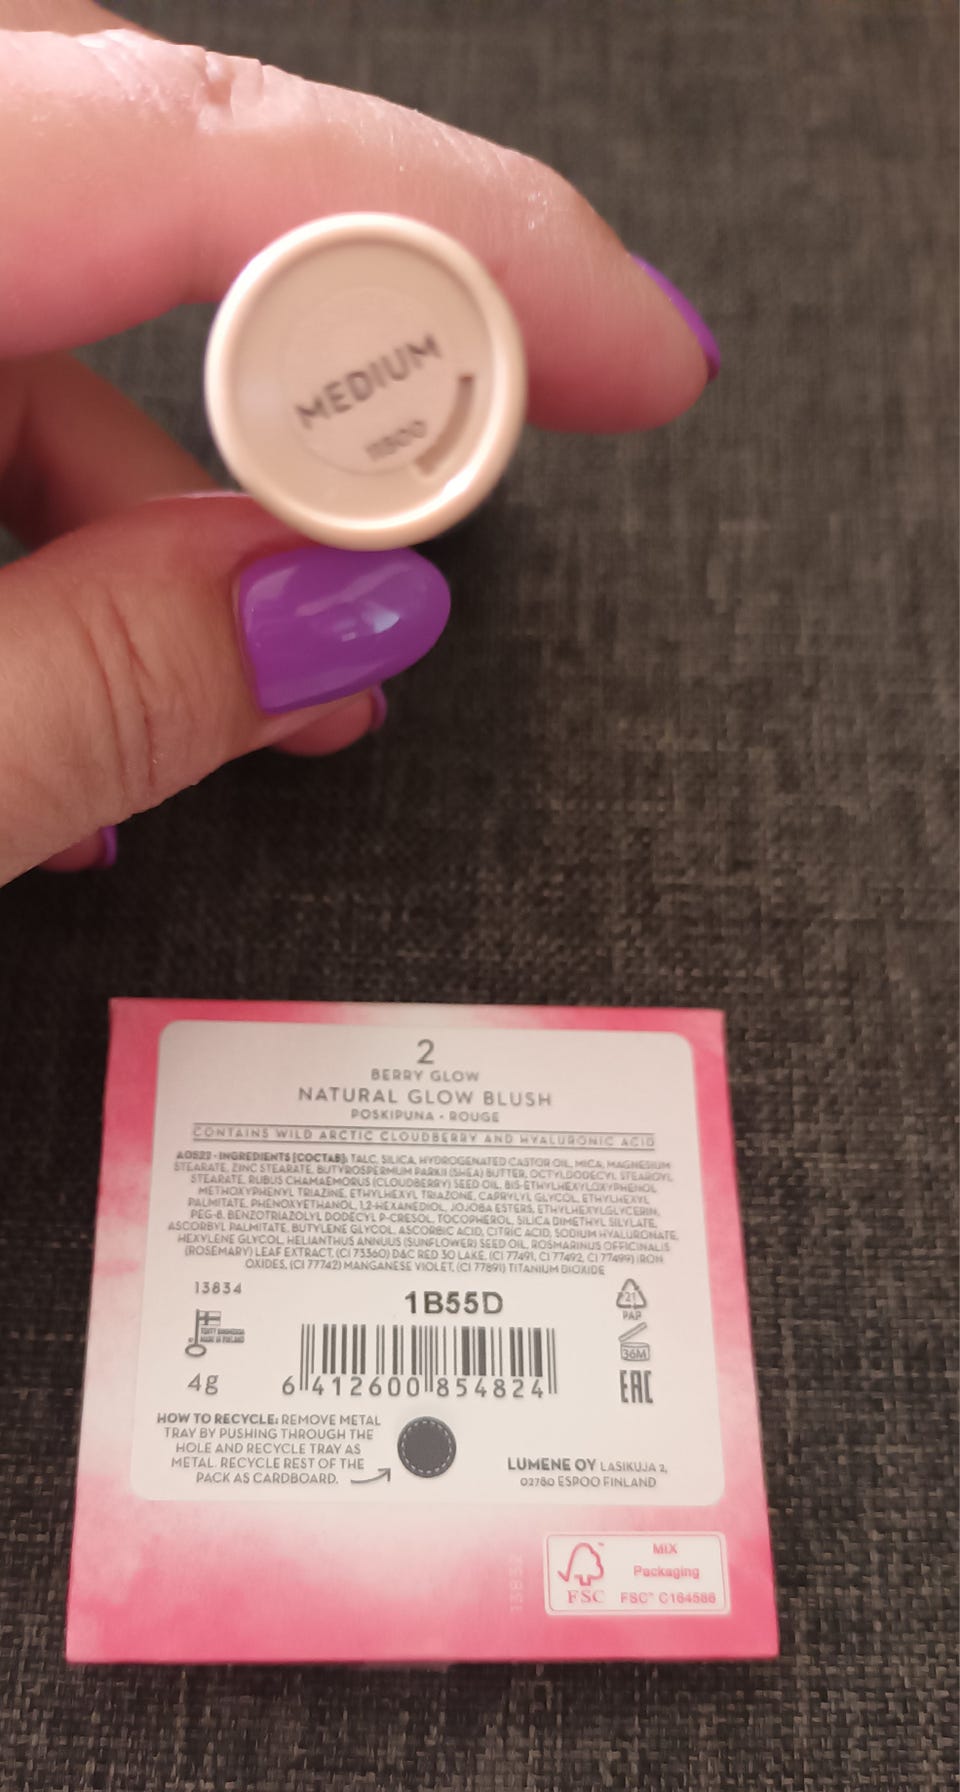 MEDIUM
2
BERRY GLOW
NATURAL GLOW BLUSH
POSKIPUNA • ROUGE
CONTAINS WILD ARCTIC CLOUDBERRY AND HYALURONIC ACID
A0522 • INGREDIENTS [COCTAB]: TALC, SILICA, HYDROGENATED CASTOR OIL, MICA, MAGNESIUM
STEARATE, ZINC STEARATE, BUTYROSPERMUM PARKII (SHEA) BUTTER, OCTYLDODECYL STEAROYL
STEARATE, RUBUS CHAMAEMORUS (CLOUDBERRY) SEED OIL, BIS-ETHYLHEXYLOXYPHENOL
METHOXYPHENYL TRIAZINE, ETHYLHEXYL TRIAZONE, CAPRYLYL GLYCOL, ETHYLHEXYL
PALMITATE, PHENOXYETHANOL, 1,2-HEXANEDIOL, JOJOBA ESTERS, ETHYLHEXYLGLYCERIN,
PEG-8, BENZOTRIAZOLYL DODECYL P-CRESOL, TOCOPHEROL, SILICA DIMETHYL SILYLATE,
ASCORBYL PALMITATE, BUTYLENE GLYCOL, ASCORBIC ACID, CITRIC ACID, SODIUM HYALURONATE,
HEXYLENE GLYCOL, HELIANTHUS ANNUUS (SUNFLOWER) SEED OIL, ROSMARINUS OFFICINALIS
(ROSEMARY) LEAF EXTRACT, (CI 73360) D&C RED 30 LAKE, (CI 77491, CI 77492, CI 77499) IRON
OXIDES, (CI 77742) MANGANESE VIOLET, (CI 77891) TITANIUM DIOXIDE
13834
1B55D
21
PAP
36M
4g
6 412600 854824
EAC
HOW TO RECYCLE: REMOVE METAL
TRAY BY PUSHING THROUGH THE
HOLE AND RECYCLE TRAY AS
METAL. RECYCLE REST OF THE
PACK AS CARDBOARD.
LUMENE OY LASIKUJA 2,
02780 ESPOO FINLAND
MIX
Packaging
FSC
FSC™ C164586